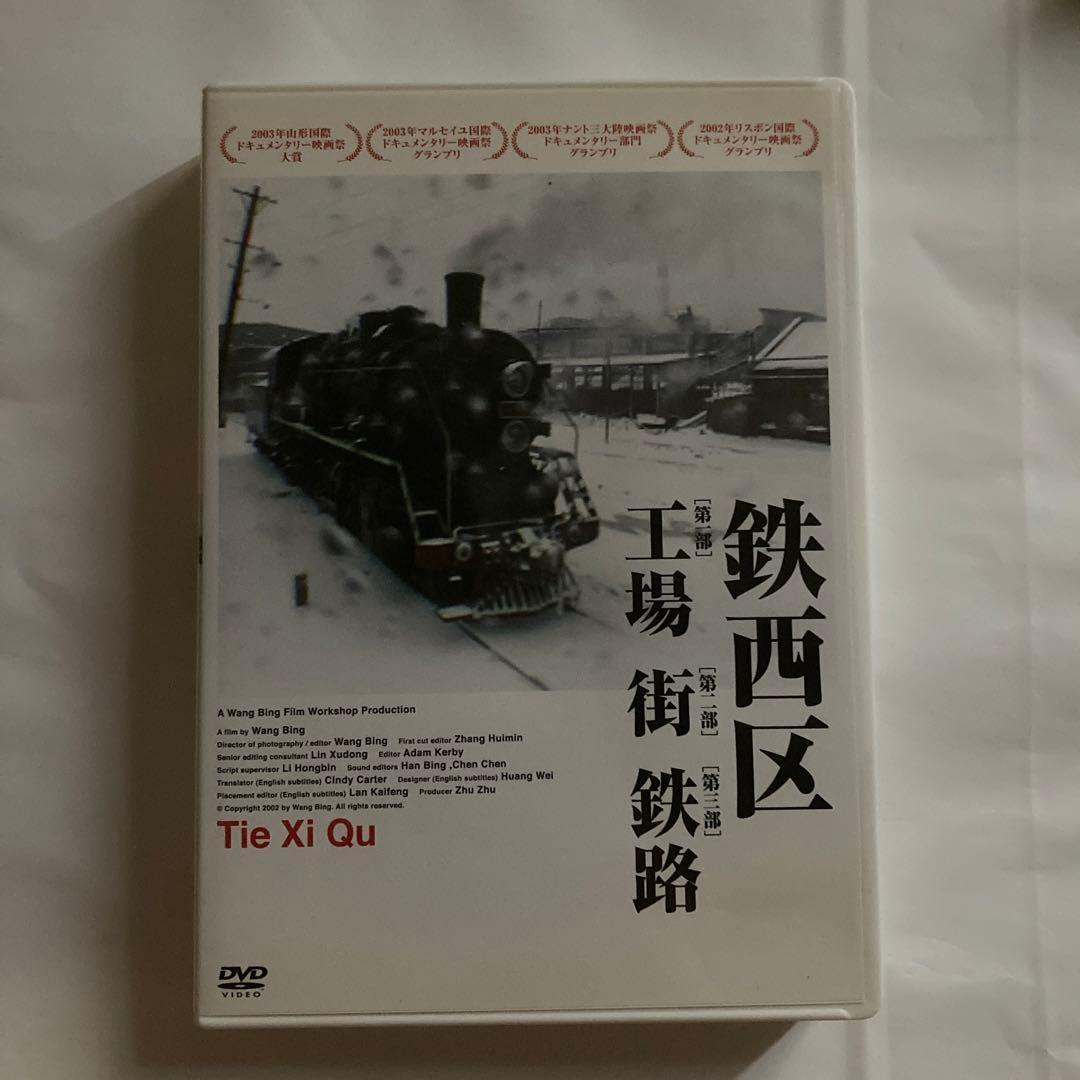 2003年山形国際
ドキュメンタリー映画祭
大賞
2003年マルセイユ国際
ドキュメンタリー映画祭
グランプリ
2003年ナント三大陸映画祭
ドキュメンタリー部門
グランプリ
2002年リスボン国際
ドキュメンタリー映画祭
グランプリ
鉄西区
[第一部]
工場
[第二部]
街
[第三部]
鉄路
A Wang Bing Film Workshop Production
A film by Wang Bing
Director of photography / editor Wang Bing First cut editor Zhang Huimin
Senior editing consultant Lin Xudong Editor Adam Kerby
Script supervisor Li Hongbin Sound editors Han Bing ,Chen Chen
Translator (English subtitles) Cindy Carter Designer (English subtitles) Huang Wei
Placement editor (English subtitles) Lan Kaifeng Producer Zhu Zhu
© Copyright 2002 by Wang Bing. All rights reserved.
Tie Xi Qu
DVD
VIDEO